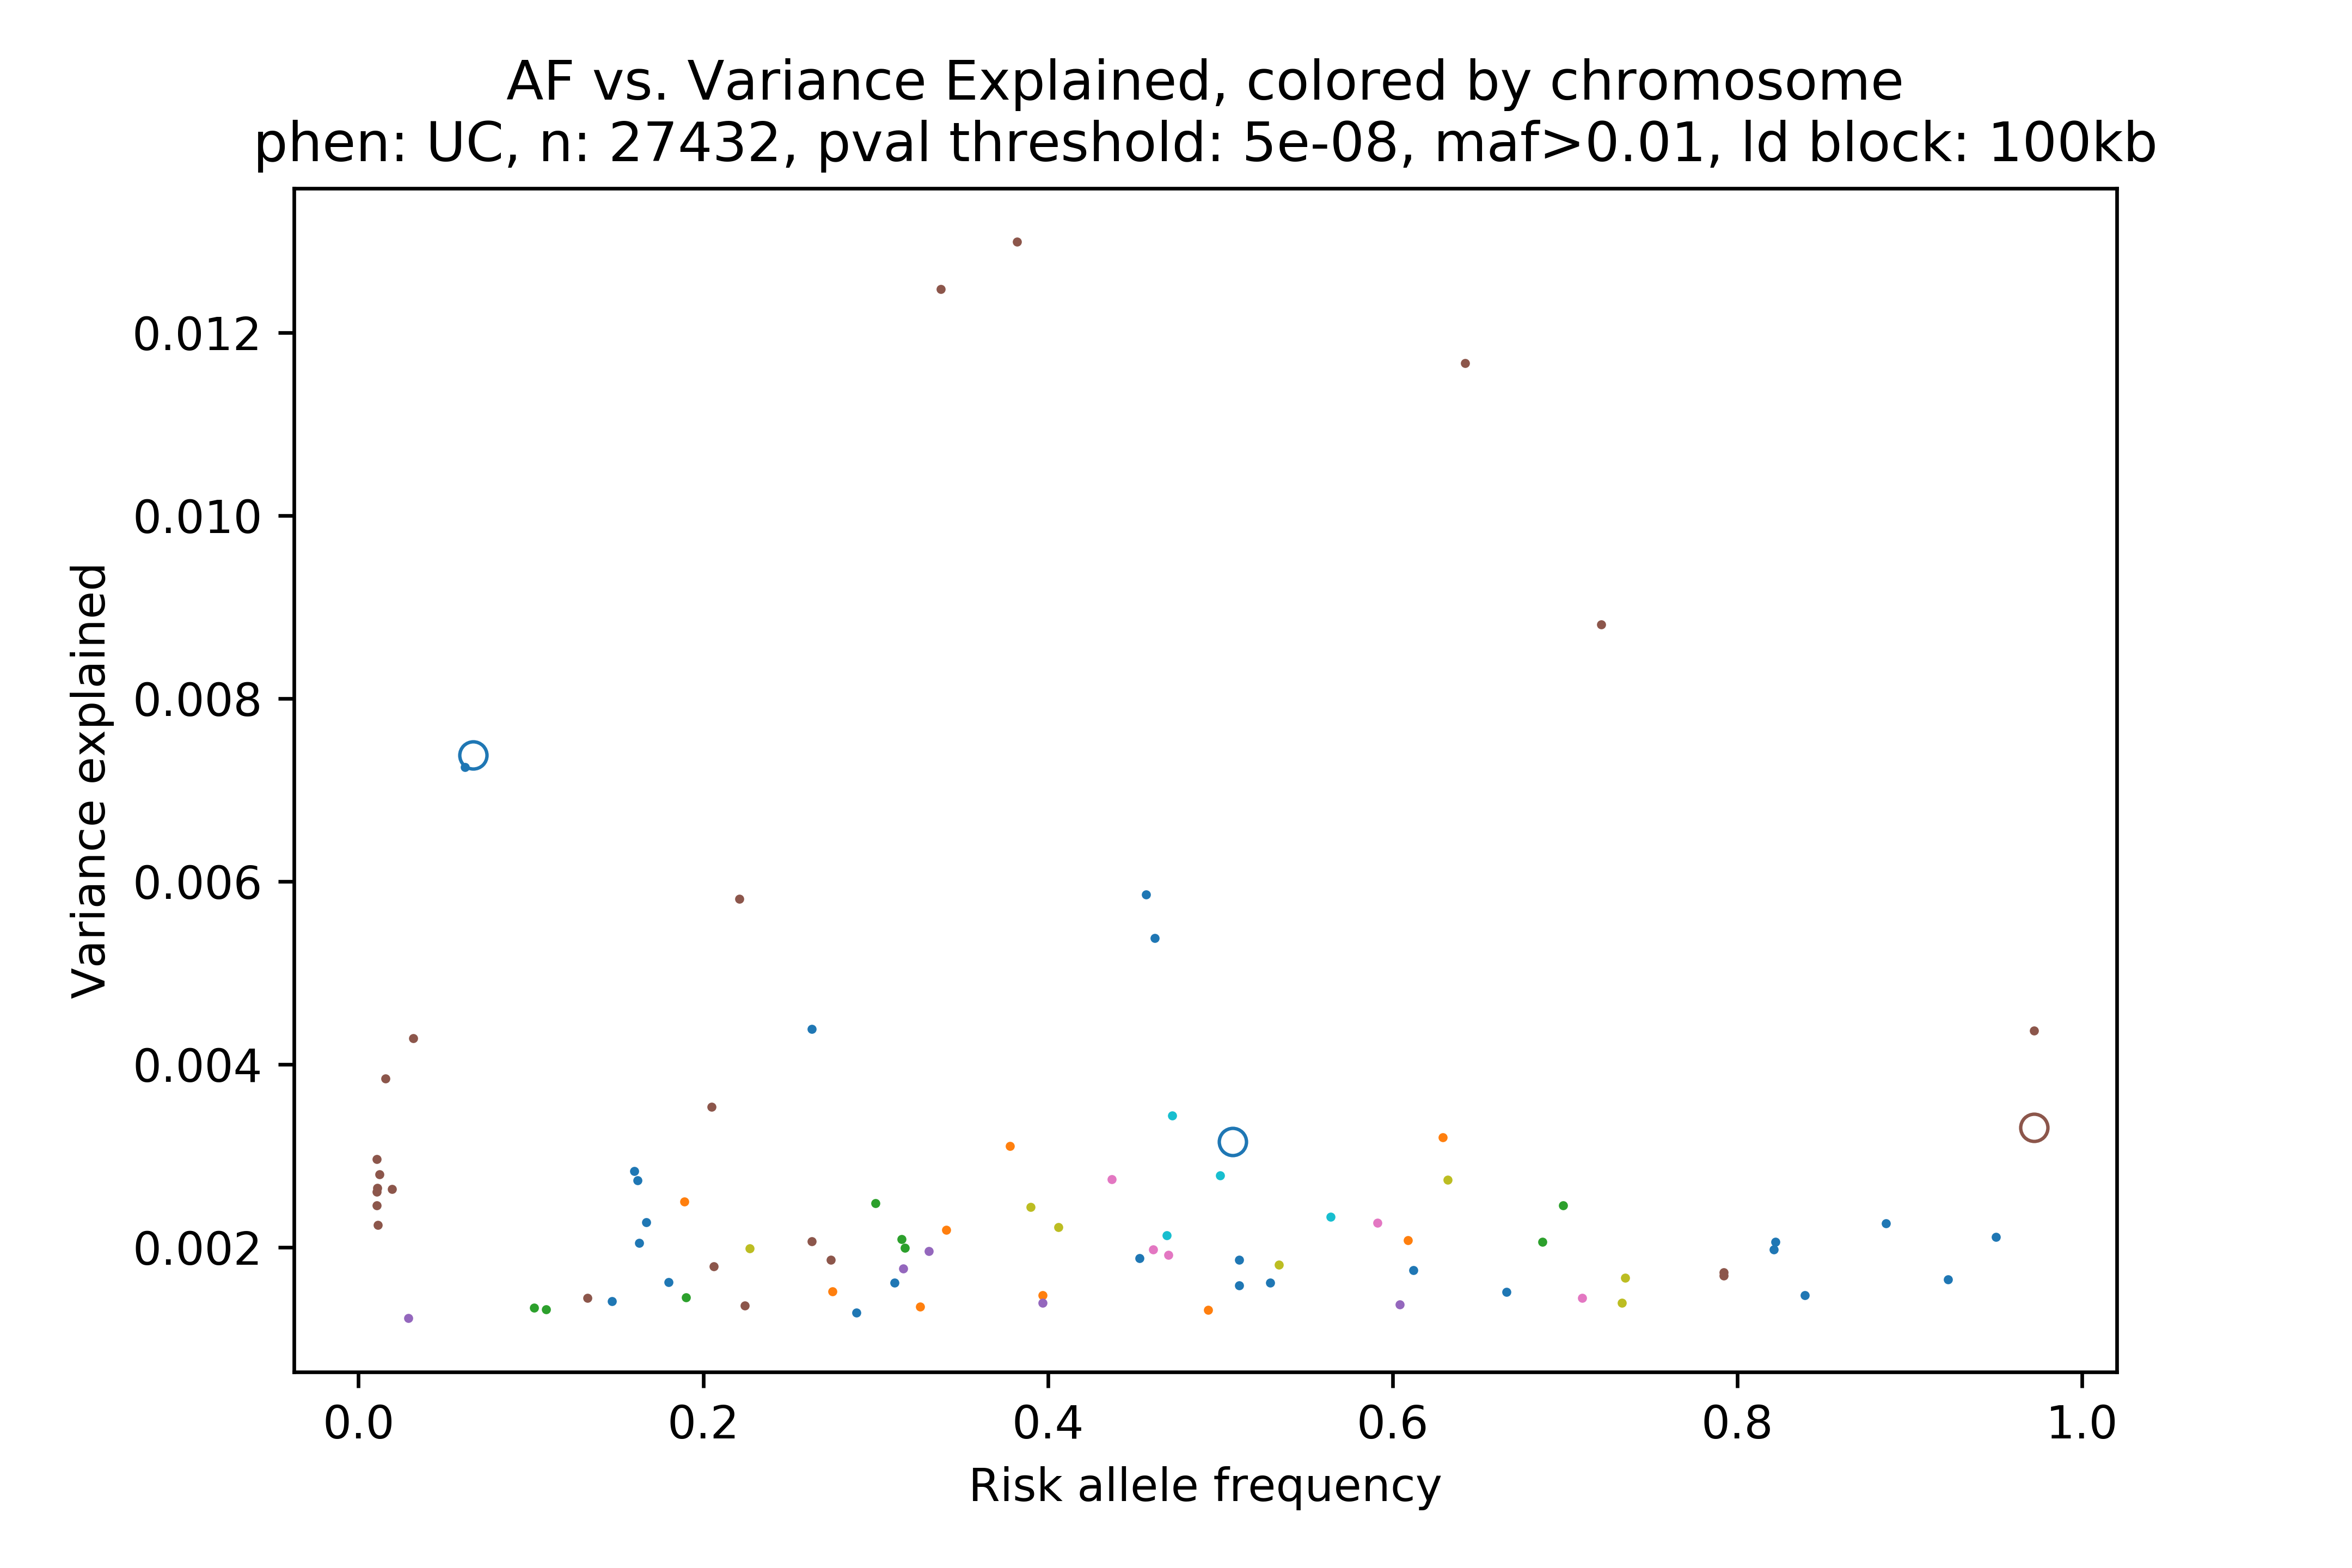 AF vs. Variance Explained, colored by chromosome
phen: UC, n: 27432, pval threshold: 5e-08, maf>0.01, ld block: 100kb
Variance explained
0.012
0.010
0.008
0.006
0.004
0.002
0.0 0.2 0.4 0.6 0.8 1.0
Risk allele frequency